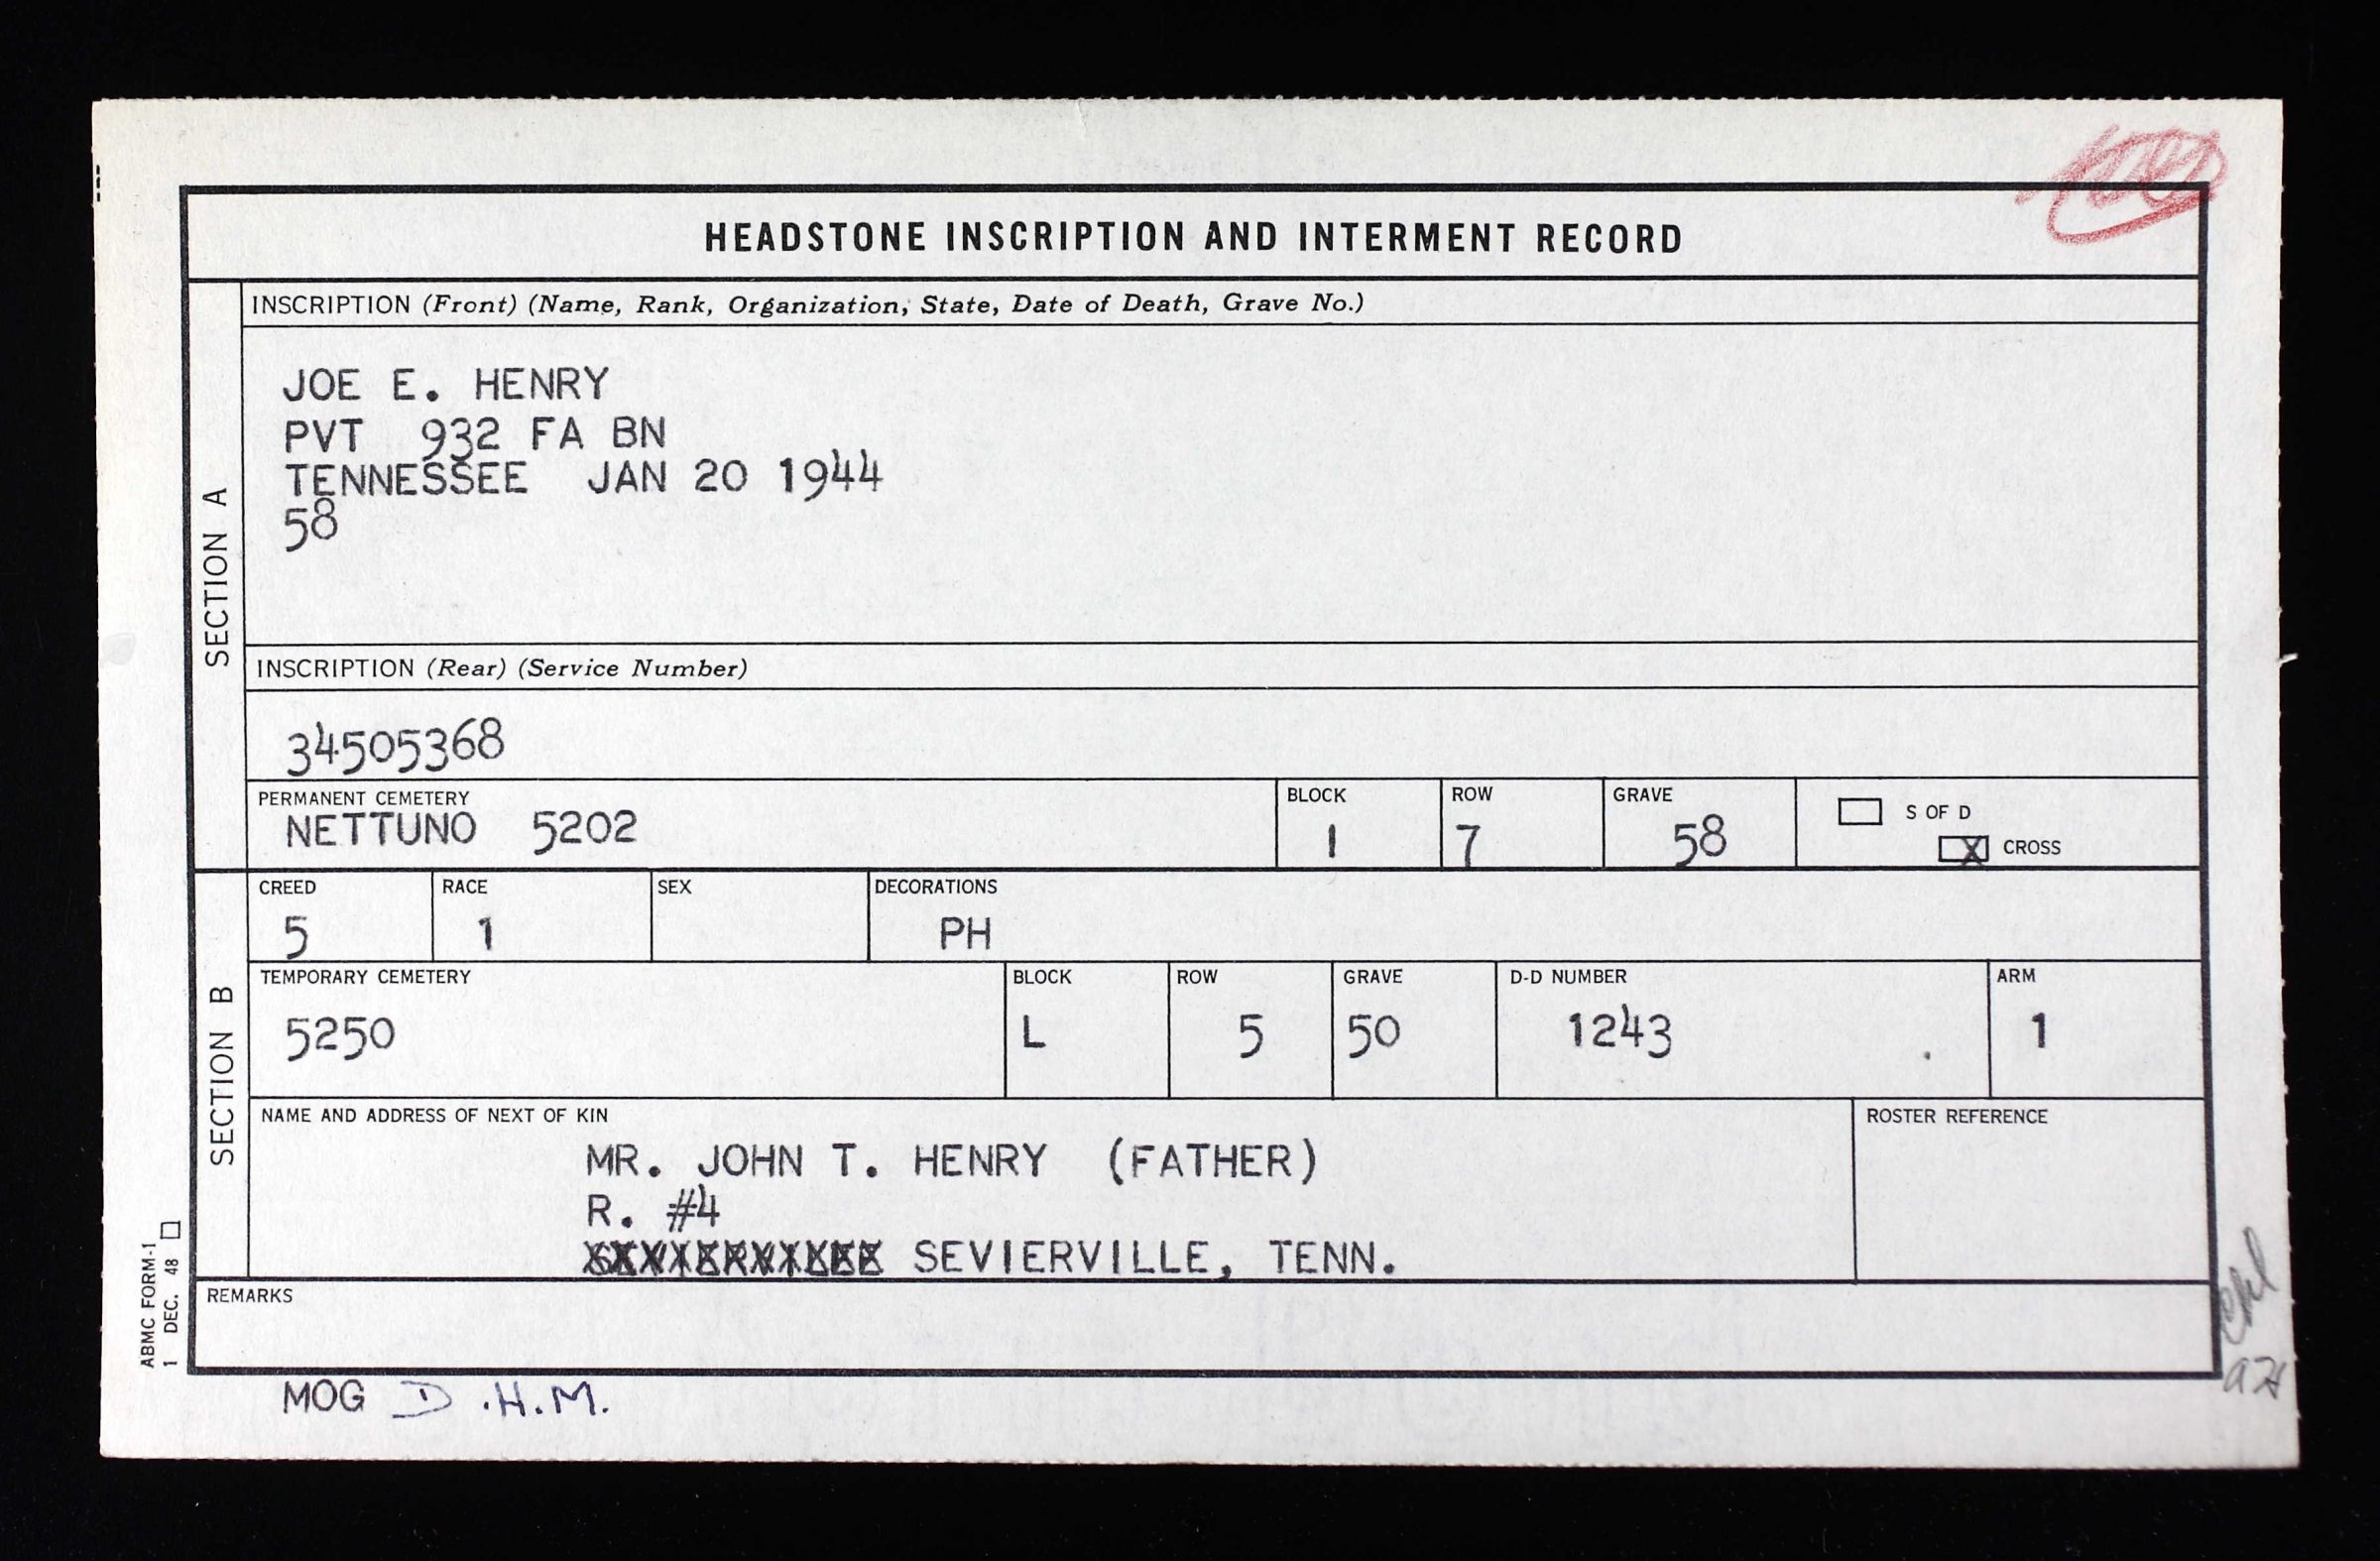 HEADSTONE INSCRIPTION AND INTERMENT RECORD
SECTION A
INSCRIPTION (Front) (Name, Rank, Organization, State, Date of Death, Grave No.)
JOE E. HENRY
PVT 932 FA BN
TENNESSEE JAN 20 1944
58
INSCRIPTION (Rear) (Service Number)
34505368
PERMANENT CEMETERY
NETTUNO 5202
BLOCK
1
ROW
7
GRAVE
58
S OF D
X CROSS
SECTION B
CREED
5
RACE
1
SEX
DECORATIONS
PH
TEMPORARY CEMETERY
5250
BLOCK
L
ROW
5
GRAVE
50
D-D NUMBER
1243
ARM
1
NAME AND ADDRESS OF NEXT OF KIN
MR. JOHN T. HENRY (FATHER)
R. #4
SEVIERVILLE, TENN.
ROSTER REFERENCE
REMARKS
ABMC FORM-1
1 DEC. 48
MOG D.H.M.